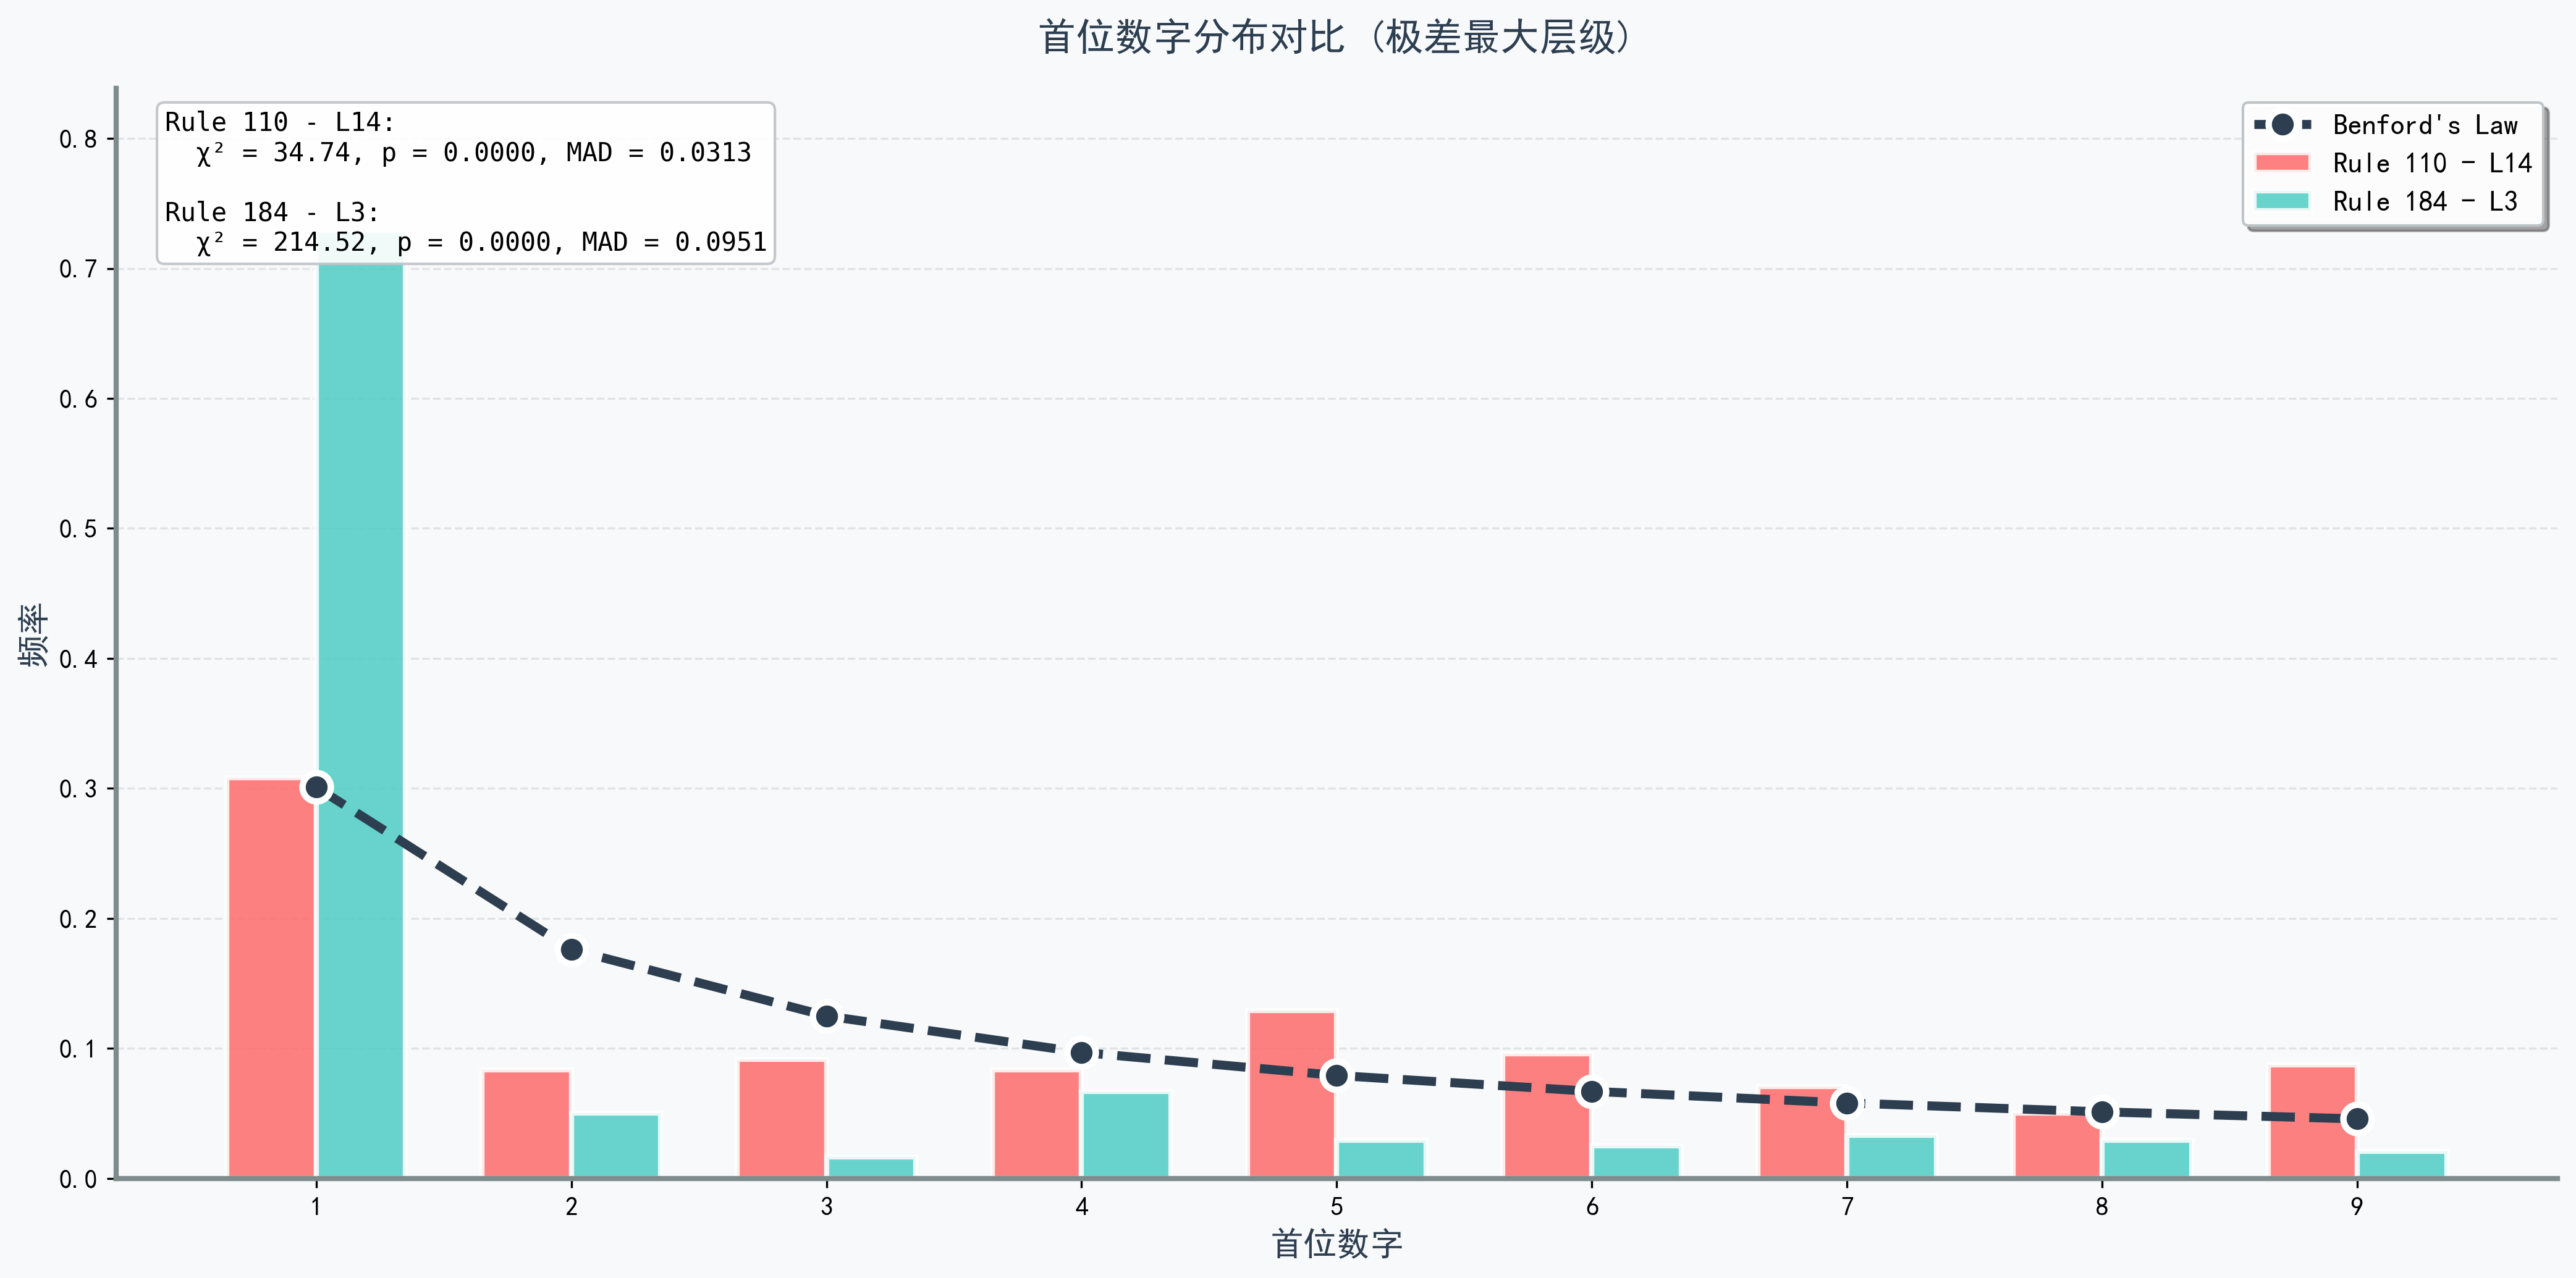 首位数字分布对比 (极差最大层级)
Rule 110 - L14:
χ² = 34.74, p = 0.0000, MAD = 0.0313
Rule 184 - L3:
χ² = 214.52, p = 0.0000, MAD = 0.0951
Benford's Law
Rule 110 - L14
Rule 184 - L3
频率
0.8
0.7
0.6
0.5
0.4
0.3
0.2
0.1
0.0
1 2 3 4 5 6 7 8 9
首位数字